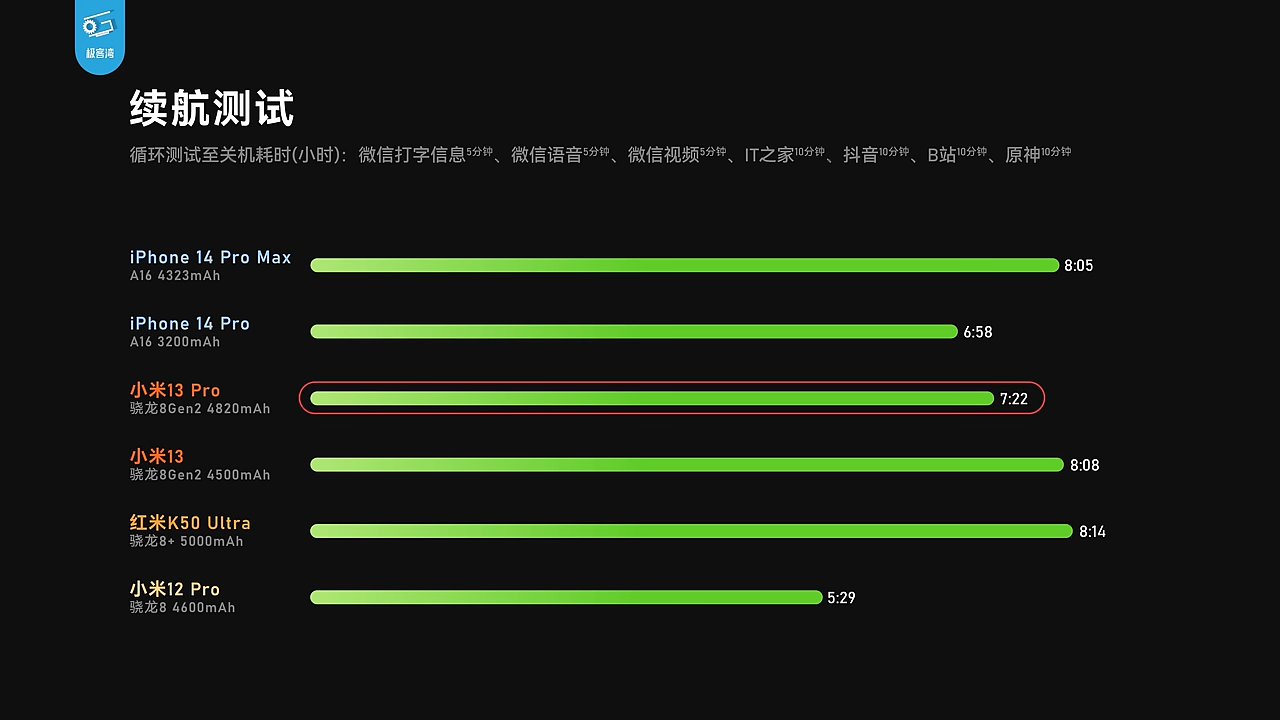 极客湾
续航测试
循环测试至关机耗时(小时)：微信打字信息5分钟、微信语音5分钟、微信视频5分钟、IT之家10分钟、抖音10分钟、B站10分钟、原神10分钟
iPhone 14 Pro Max
A16 4323mAh
8:05
iPhone 14 Pro
A16 3200mAh
6:58
小米13 Pro
骁龙8Gen2 4820mAh
7:22
小米13
骁龙8Gen2 4500mAh
8:08
红米K50 Ultra
骁龙8+ 5000mAh
8:14
小米12 Pro
骁龙8 4600mAh
5:29